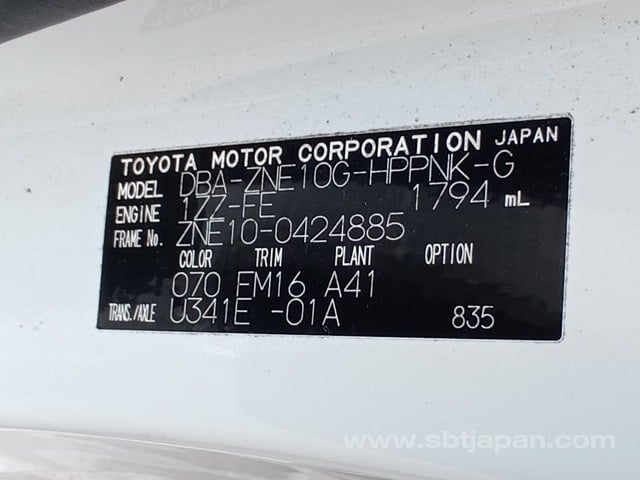 TOYOTA MOTOR CORPORATION JAPAN
MODEL DBA-ZNE10G-HPPNK-G
ENGINE 1ZZ-FE 1794 mL
FRAME No. ZNE10-0424885
COLOR TRIM PLANT OPTION
070 FM16 A41
TRANS./AXLE U341E -01A 835
www.sbtjapan.com